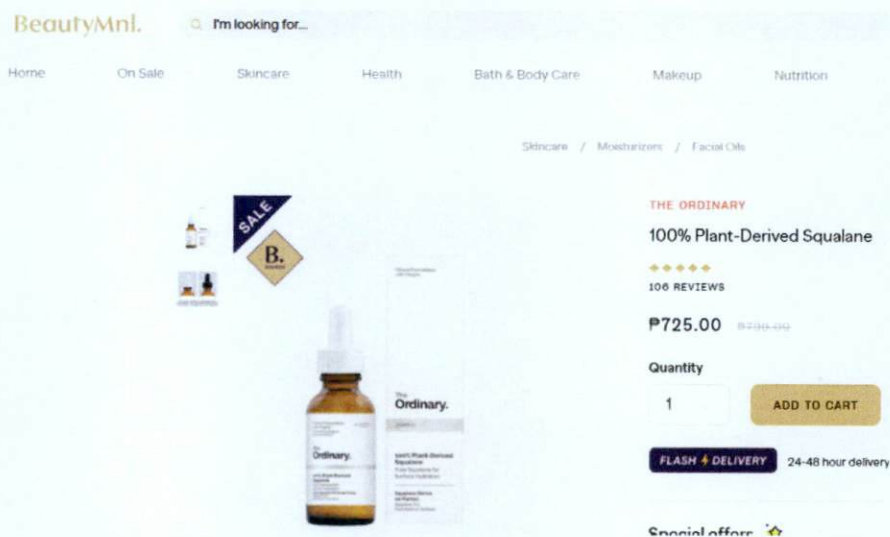 BeautyMnl.
I'm looking for...
Home On Sale Skincare Health Bath & Body Care Makeup Nutrition
Skincare / Moisturizers / Facial Oils
SALE
B.
THE ORDINARY
100% Plant-Derived Squalane
106 REVIEWS
₱725.00
Quantity
1 ADD TO CART
FLASH DELIVERY 24-48 hour delivery
Special offers
The
Ordinary.
100% Plant-Derived
Squalane
The
Ordinary.